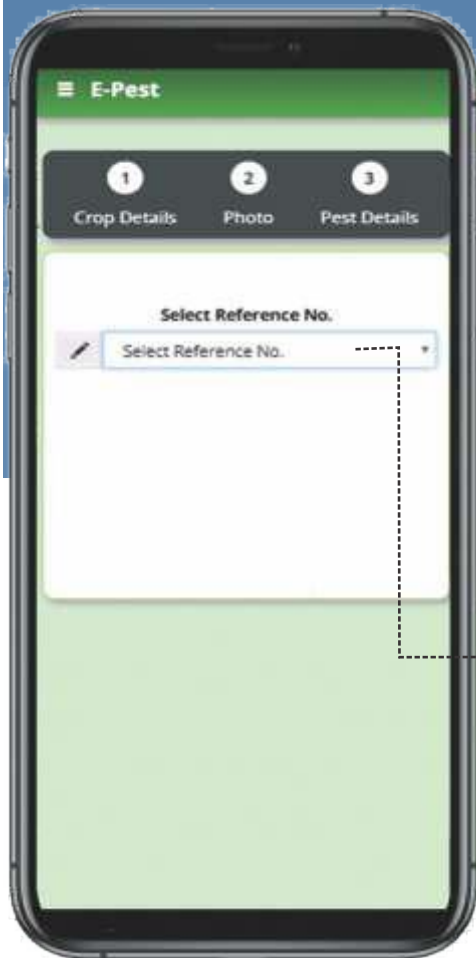 E-Pest
1 2 3
Crop Details Photo Pest Details
Select Reference No.
Select Reference No.